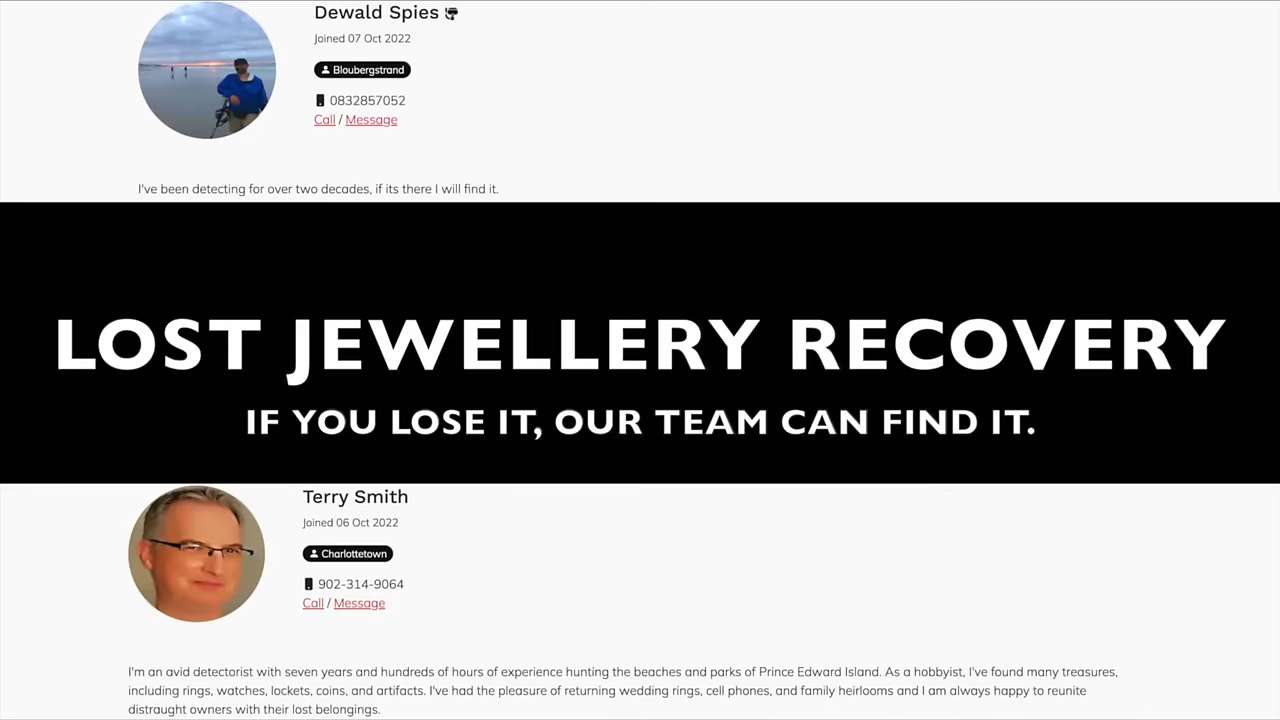 Dewald Spies
Joined 07 Oct 2022
Bloubergstrand
0832857052
Call / Message
I've been detecting for over two decades, if its there I will find it.
LOST JEWELLERY RECOVERY
IF YOU LOSE IT, OUR TEAM CAN FIND IT.
Terry Smith
Joined 06 Oct 2022
Charlottetown
902-314-9064
Call / Message
I'm an avid detectorist with seven years and hundreds of hours of experience hunting the beaches and parks of Prince Edward Island. As a hobbyist, I've found many treasures,
including rings, watches, lockets, coins, and artifacts. I've had the pleasure of returning wedding rings, cell phones, and family heirlooms and I am always happy to reunite
distraught owners with their lost belongings.